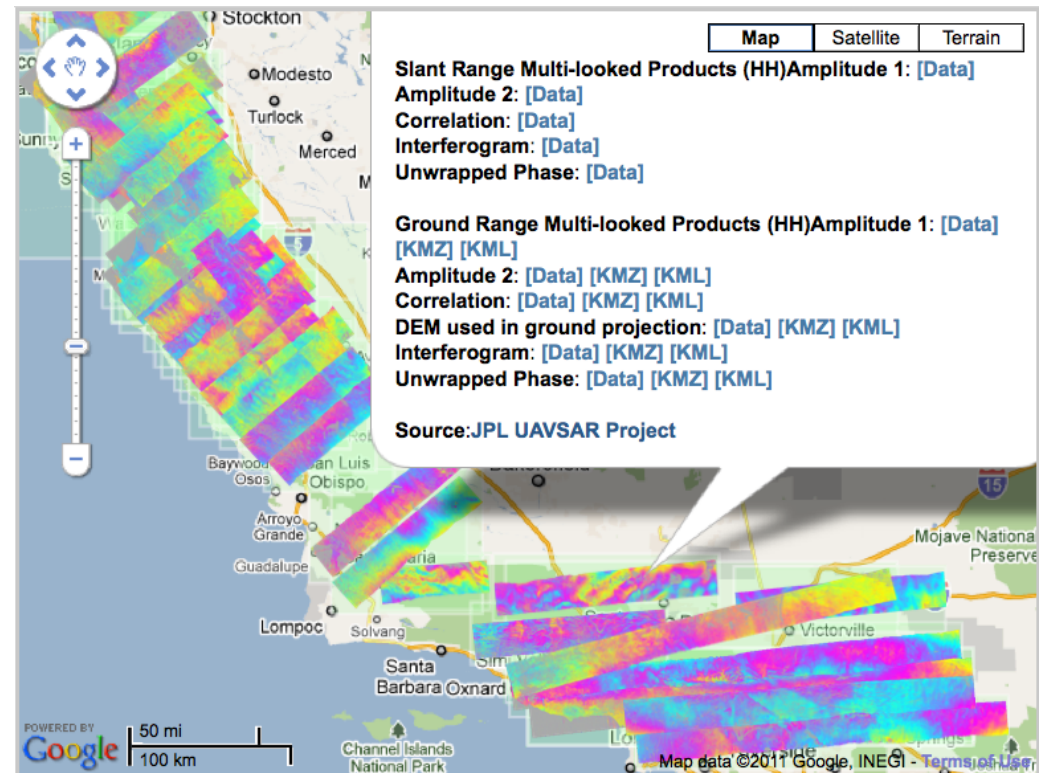 Stockton
Modesto
Turlock
Merced
Map Satellite Terrain
Slant Range Multi-looked Products (HH)Amplitude 1: [Data]
Amplitude 2: [Data]
Correlation: [Data]
Interferogram: [Data]
Unwrapped Phase: [Data]
Ground Range Multi-looked Products (HH)Amplitude 1: [Data]
[KMZ] [KML]
Amplitude 2: [Data] [KMZ] [KML]
Correlation: [Data] [KMZ] [KML]
DEM used in ground projection: [Data] [KMZ] [KML]
Interferogram: [Data] [KMZ] [KML]
Unwrapped Phase: [Data] [KMZ] [KML]
Source:JPL UAVSAR Project
5
Baywood
Osos
San Luis
Obispo
15
Arroyo
Grande
Guadalupe
Mojave National
Preserve
Lompoc
Solvang
Victorville
Santa
Barbara
Oxnard
Channel Islands
National Park
POWERED BY
Google
50 mi
100 km
Map data ©2011 Google, INEGI - Terms of Use